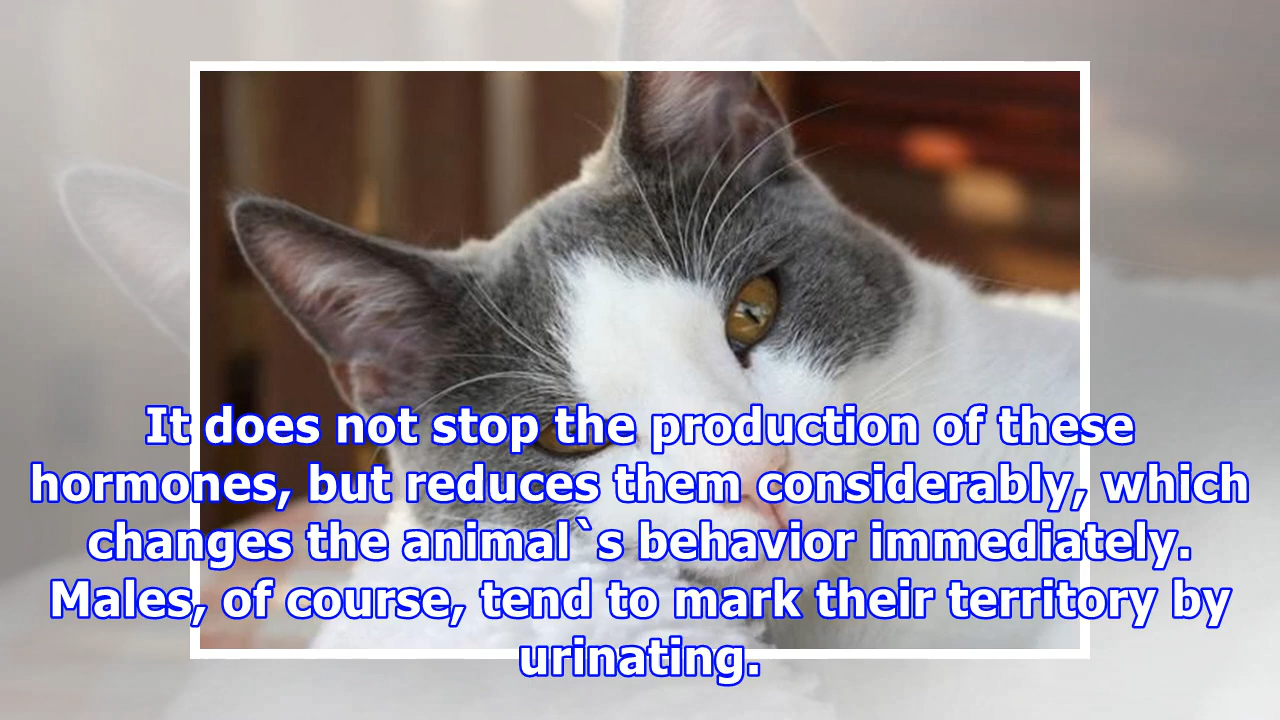 It does not stop the production of these
hormones, but reduces them considerably, which
changes the animal`s behavior immediately.
Males, of course, tend to mark their territory by
urinating.